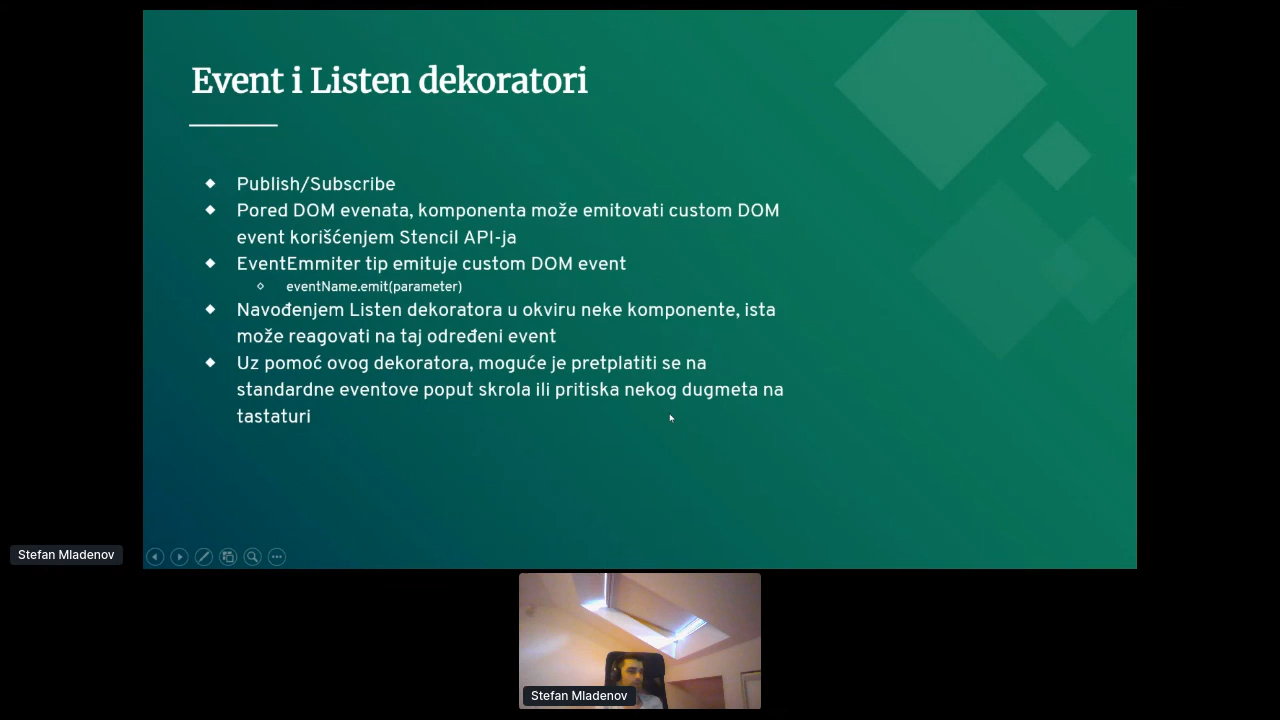 Event i Listen dekoratori
Publish/Subscribe
Pored DOM evenata, komponenta može emitovati custom DOM
event korišćenjem Stencil API-ja
EventEmmiter tip emituje custom DOM event
eventName.emit(parameter)
Navođenjem Listen dekoratora u okviru neke komponente, ista
može reagovati na taj određeni event
Uz pomoć ovog dekoratora, moguće je pretplatiti se na
standardne eventove poput skrola ili pritiska nekog dugmeta na
tastaturi
Stefan Mladenov
Stefan Mladenov